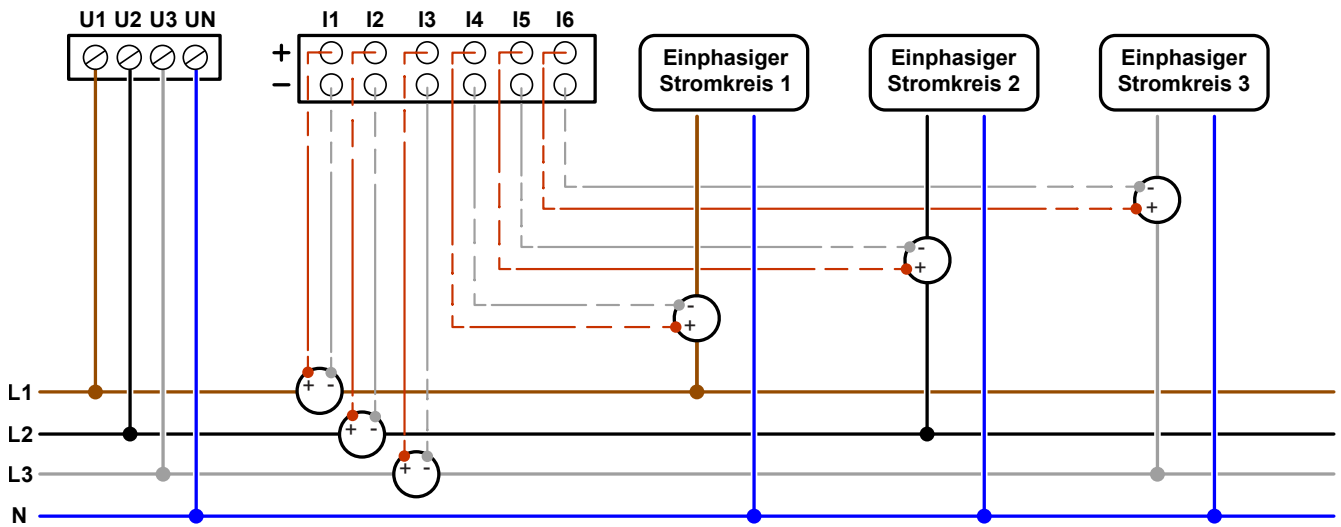 U1 U2 U3 UN
I1 I2 I3 I4 I5 I6
+
−
Einphasiger
Stromkreis 1
Einphasiger
Stromkreis 2
Einphasiger
Stromkreis 3
-
+
-
+
-
+
L1
+ -
L2
+ -
L3
+ -
N